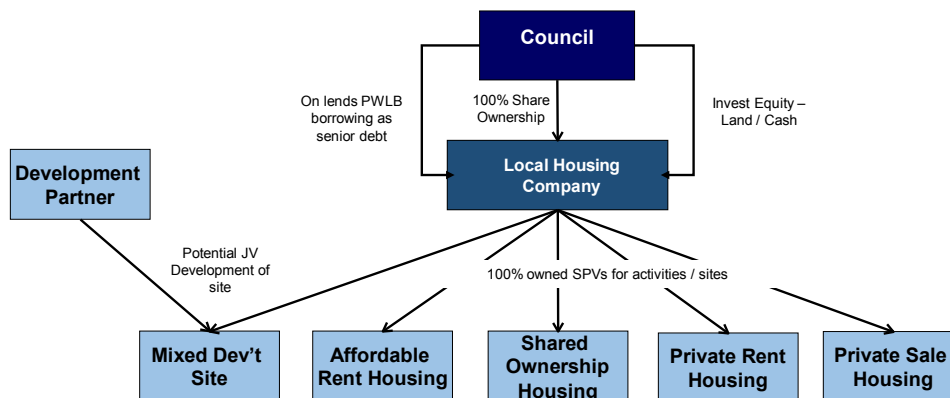 Council
On lends PWLB
borrowing as
senior debt
100% Share
Ownership
Invest Equity –
Land / Cash
Local Housing
Company
Development
Partner
Potential JV
Development of
site
100% owned SPVs for activities / sites
Mixed Dev't
Site
Affordable
Rent Housing
Shared
Ownership
Housing
Private Rent
Housing
Private Sale
Housing